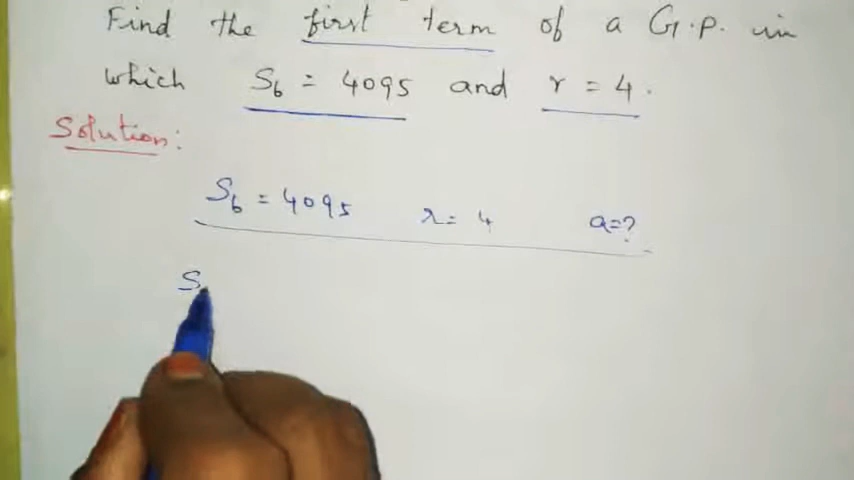 Find the first term of a G.P. in
which S₆ = 4095 and r = 4.
Solution:
S₆ = 4095 r = 4 a=?
S